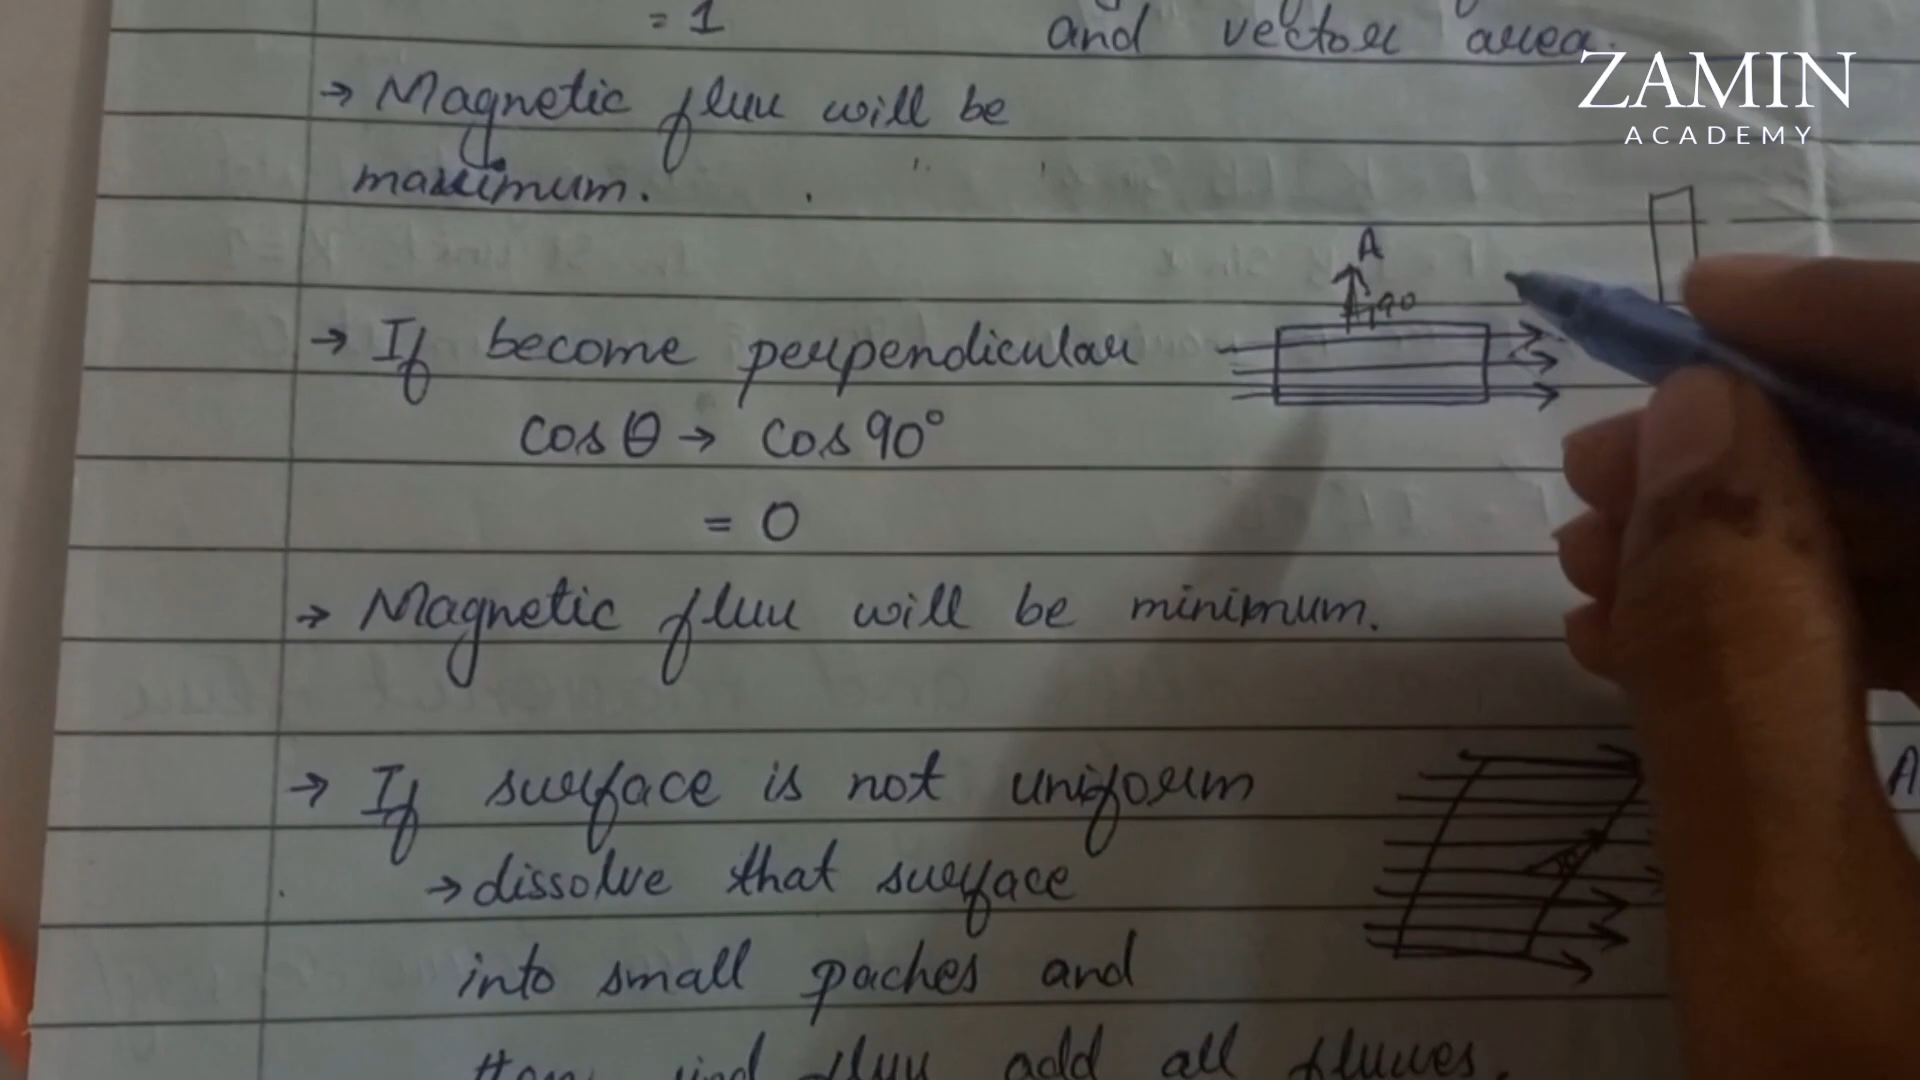 = 1
and vector area.
ZAMIN
ACADEMY
→ Magnetic flux will be
maximum.
A
90
→ If become perpendicular
cos θ → cos 90°
= 0
→ Magnetic flux will be minimum.
→ If surface is not uniform
A
→ dissolve that surface
into small paches and
flux add all fluxes.